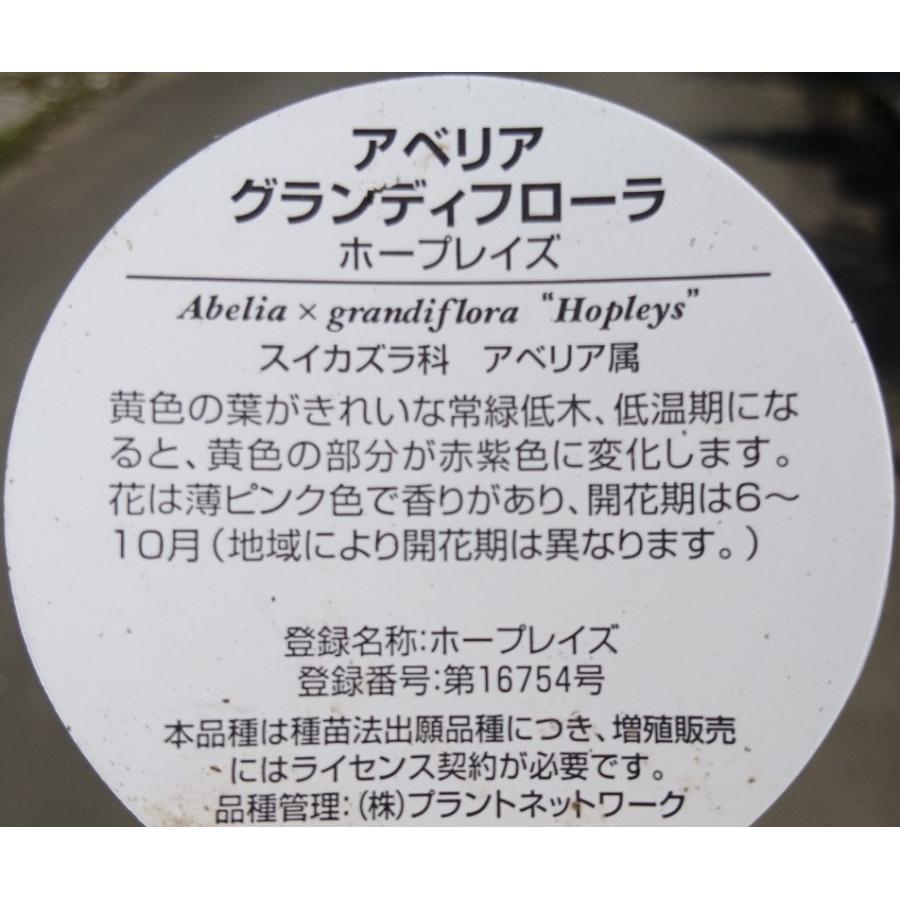 アベリア
グランディフローラ
ホープレイズ
Abelia × grandiflora “Hopleys”
スイカズラ科　アベリア属
黄色の葉がきれいな常緑低木、低温期にな
ると、黄色の部分が赤紫色に変化します。
花は薄ピンク色で香りがあり、開花期は6〜
10月（地域により開花期は異なります。）
登録名称：ホープレイズ
登録番号：第16754号
本品種は種苗法出願品種につき、増殖販売
にはライセンス契約が必要です。
品種管理：（株）プラントネットワーク